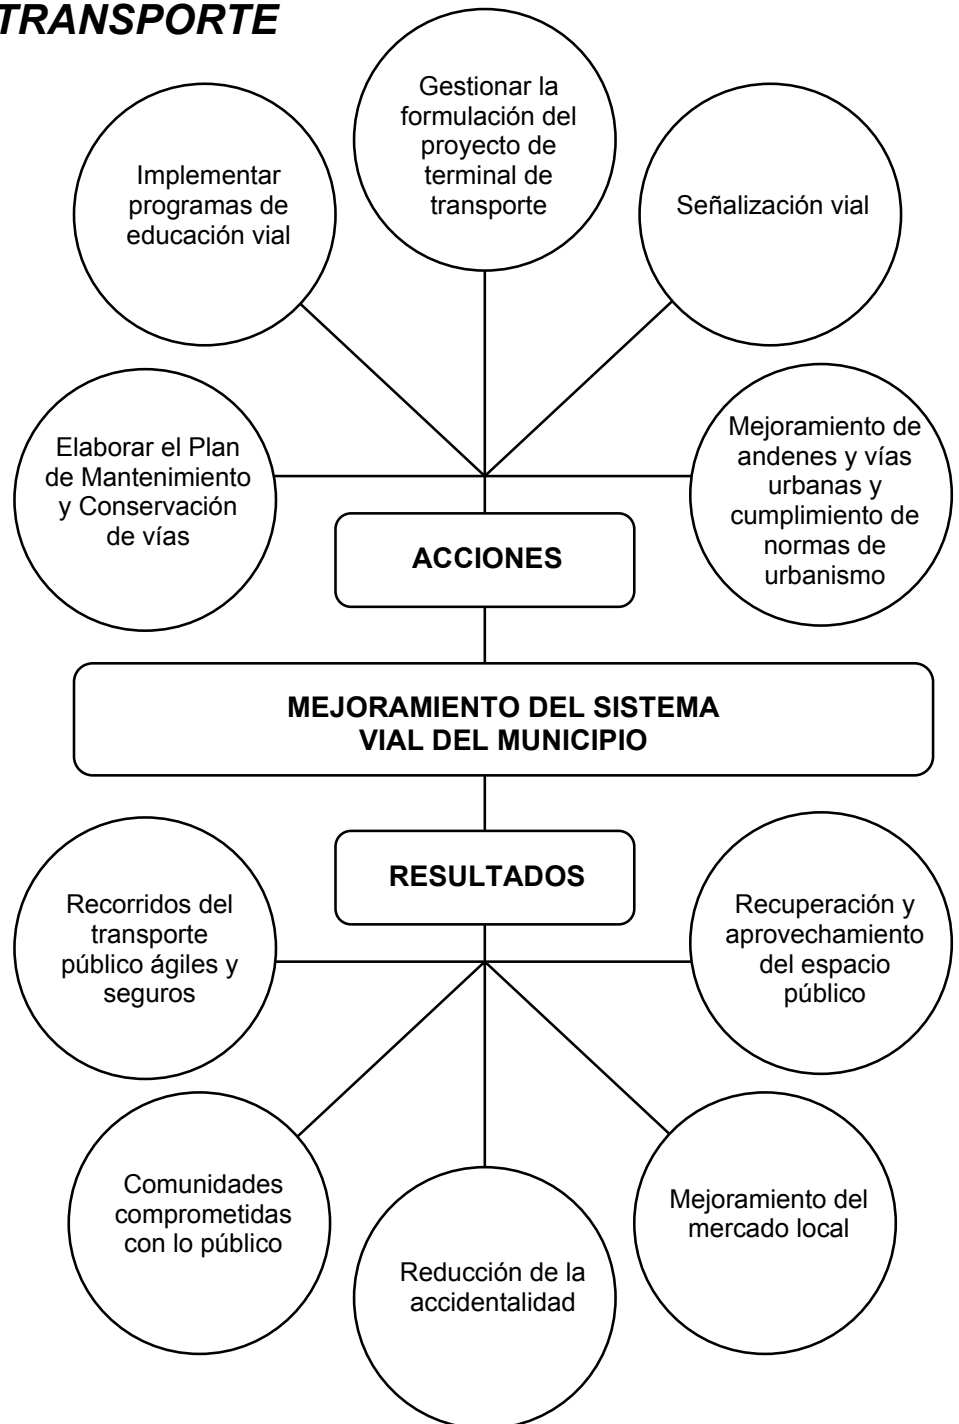 TRANSPORTE
Gestionar la
formulación del
proyecto de
terminal de
transporte
Implementar
programas de
educación vial
Señalización vial
Elaborar el Plan
de Mantenimiento
y Conservación
de vías
Mejoramiento de
andenes y vías
urbanas y
cumplimiento de
normas de
urbanismo
ACCIONES
MEJORAMIENTO DEL SISTEMA
VIAL DEL MUNICIPIO
RESULTADOS
Recorridos del
transporte
público ágiles y
seguros
Recuperación y
aprovechamiento
del espacio
público
Comunidades
comprometidas
con lo público
Mejoramiento del
mercado local
Reducción de la
accidentalidad